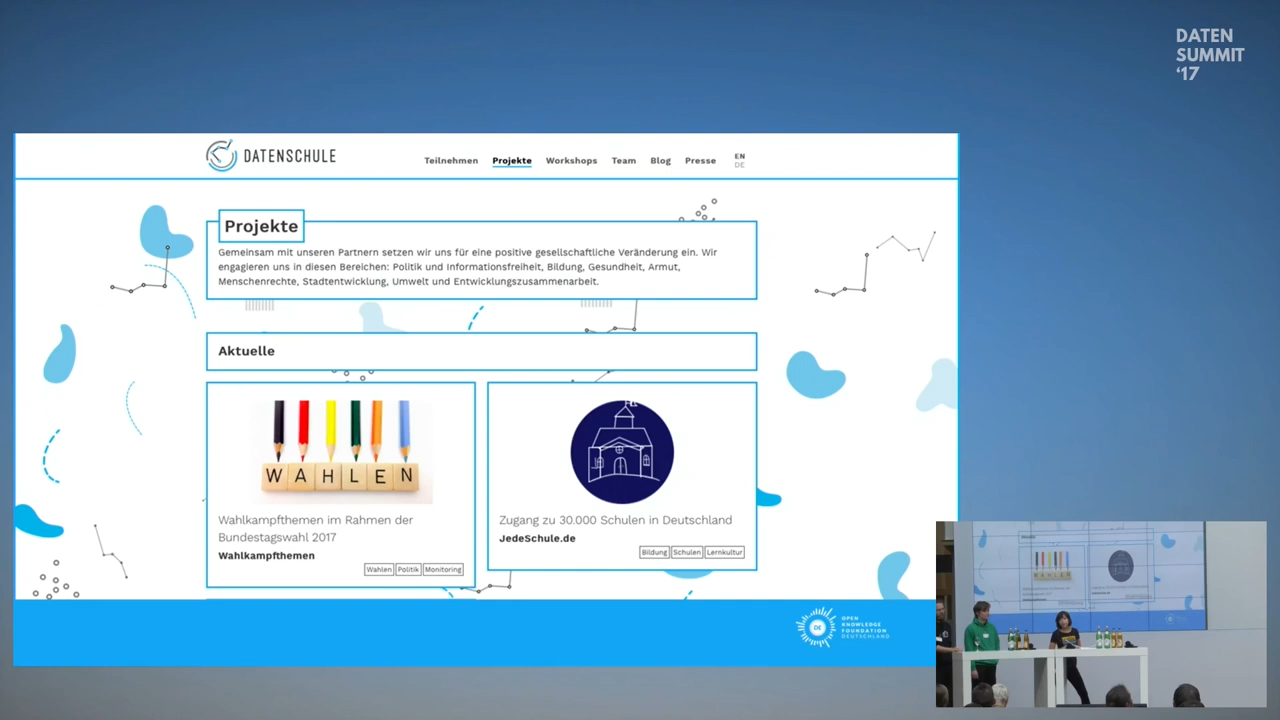 DATEN
SUMMIT
‘17
DATENSCHULE
Teilnehmen Projekte Workshops Team Blog Presse EN
DE
Projekte
Gemeinsam mit unseren Partnern setzen wir uns für eine positive gesellschaftliche Veränderung ein. Wir
engagieren uns in diesen Bereichen: Politik und Informationsfreiheit, Bildung, Gesundheit, Armut,
Menschenrechte, Stadtentwicklung, Umwelt und Entwicklungszusammenarbeit.
Aktuelle
WAHLEN
Wahlkampfthemen im Rahmen der
Bundestagswahl 2017
Wahlkampfthemen
Wahlen Politik Monitoring
Zugang zu 30.000 Schulen in Deutschland
JedeSchule.de
Bildung Schulen Lernkultur
DE
OPEN
KNOWLEDGE
FOUNDATION
DEUTSCHLAND